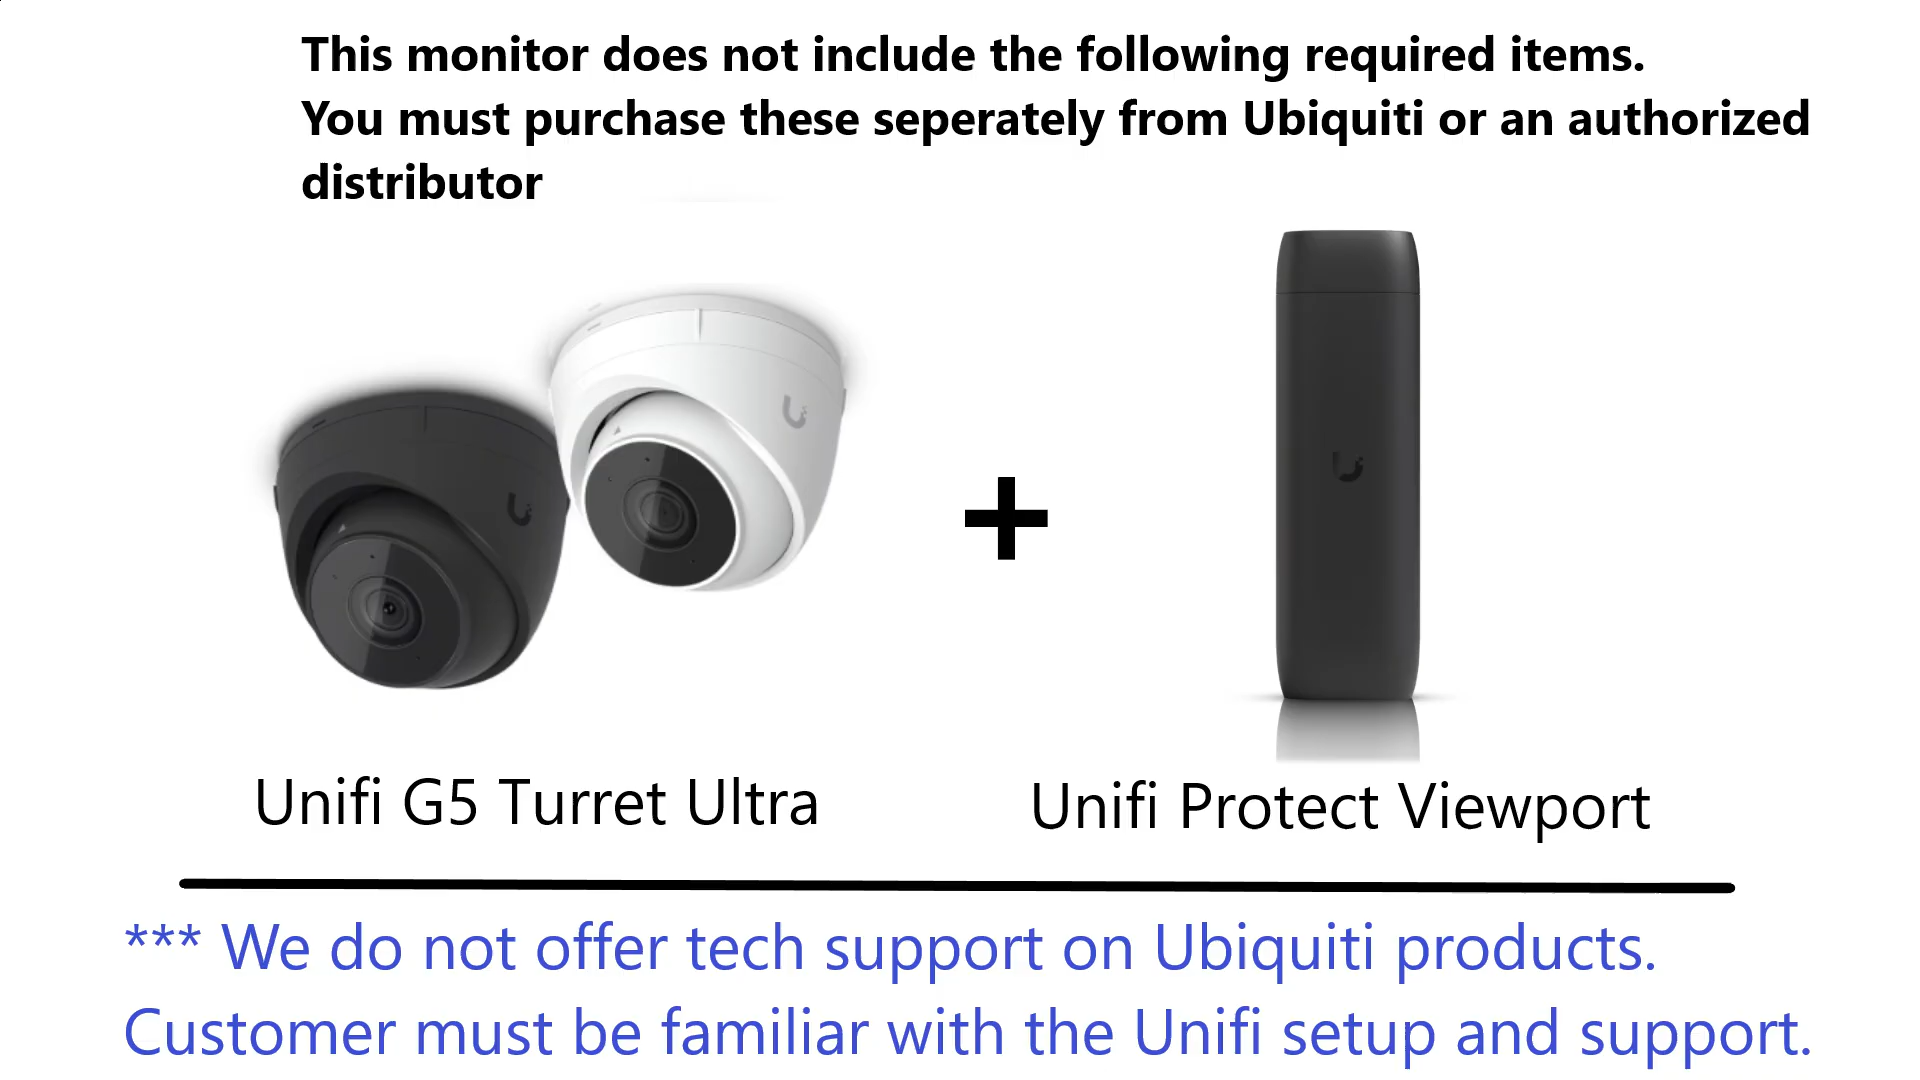 This monitor does not include the following required items.
You must purchase these seperately from Ubiquiti or an authorized
distributor
Unifi G5 Turret Ultra
Unifi Protect Viewport
*** We do not offer tech support on Ubiquiti products.
Customer must be familiar with the Unifi setup and support.